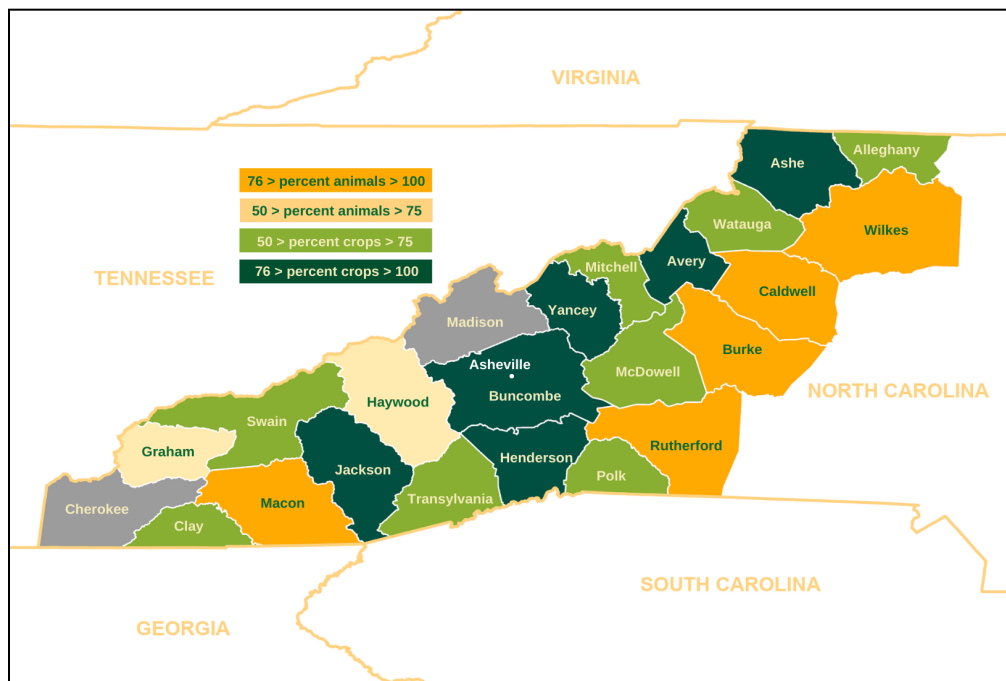 VIRGINIA
Ashe
Alleghany
76 > percent animals > 100
50 > percent animals > 75
50 > percent crops > 75
76 > percent crops > 100
Watauga
Wilkes
TENNESSEE
Mitchell
Avery
Caldwell
Madison
Yancey
Burke
Asheville
McDowell
NORTH CAROLINA
Buncombe
Haywood
Swain
Graham
Rutherford
Henderson
Jackson
Polk
Transylvania
Macon
Cherokee
Clay
SOUTH CAROLINA
GEORGIA